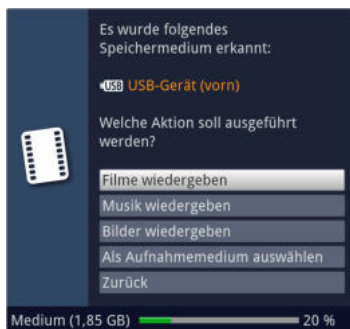 Es wurde folgendes
Speichermedium erkannt:
USB USB-Gerät (vorn)
Welche Aktion soll ausgeführt
werden?
Filme wiedergeben
Musik wiedergeben
Bilder wiedergeben
Als Aufnahmemedium auswählen
Zurück
Medium (1,85 GB) 20 %